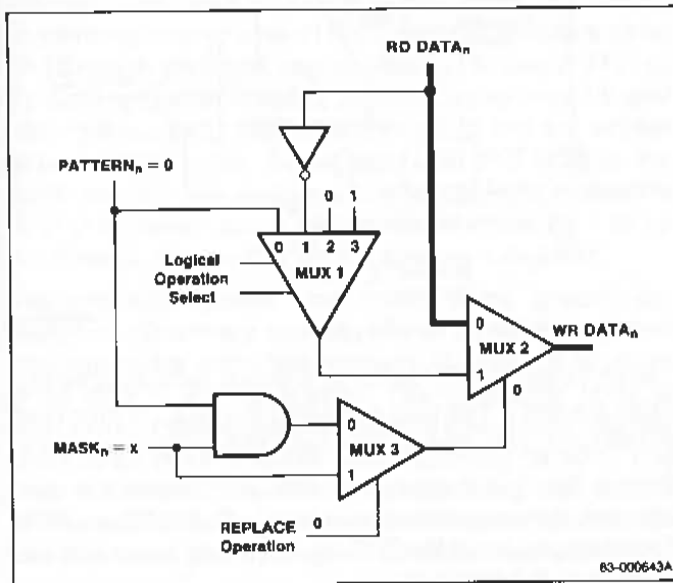 RD DATAn
PATTERNn = 0
0 1
0 1 2 3
MUX 1
Logical
Operation
Select
0
MUX 2
1
WR DATAn
0
MASKn = x
0
MUX 3
1
REPLACE
Operation
0
83-000643A